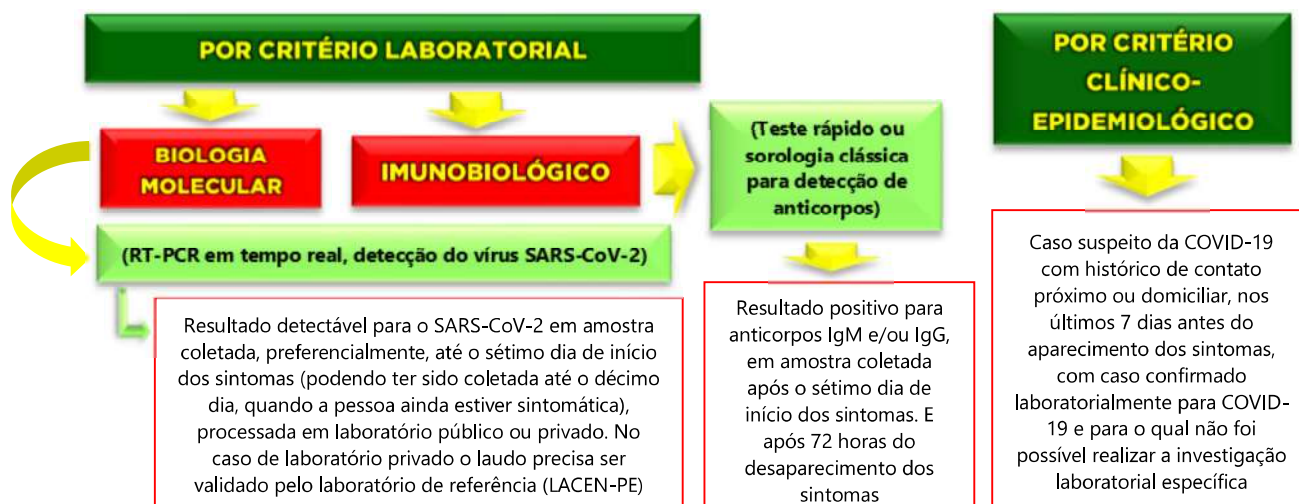 POR CRITÉRIO LABORATORIAL
BIOLOGIA
MOLECULAR
IMUNOBIOLÓGICO
(RT-PCR em tempo real, detecção do vírus SARS-CoV-2)
Resultado detectável para o SARS-CoV-2 em amostra
coletada, preferencialmente, até o sétimo dia de início
dos sintomas (podendo ter sido coletada até o décimo
dia, quando a pessoa ainda estiver sintomática),
processada em laboratório público ou privado. No
caso de laboratório privado o laudo precisa ser
validado pelo laboratório de referência (LACEN-PE)
(Teste rápido ou
sorologia clássica
para detecção de
anticorpos)
Resultado positivo para
anticorpos IgM e/ou IgG,
em amostra coletada
após o sétimo dia de
início dos sintomas. E
após 72 horas do
desaparecimento dos
sintomas
POR CRITÉRIO
CLÍNICO-
EPIDEMIOLÓGICO
Caso suspeito da COVID-19
com histórico de contato
próximo ou domiciliar, nos
últimos 7 dias antes do
aparecimento dos sintomas,
com caso confirmado
laboratorialmente para COVID-
19 e para o qual não foi
possível realizar a investigação
laboratorial específica